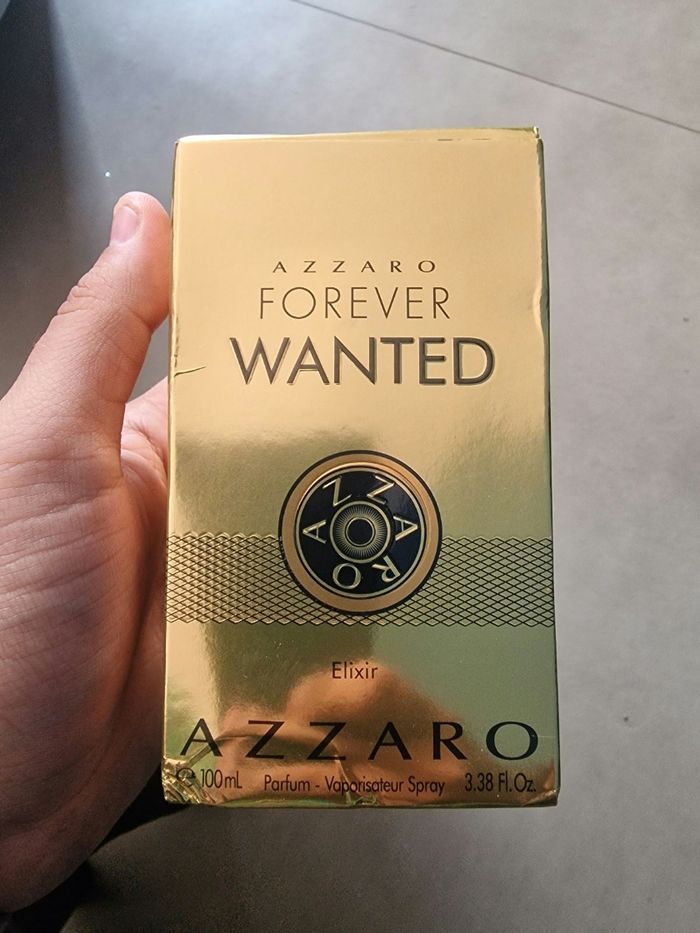 AZZARO
FOREVER
WANTED
AZZARO
Elixir
AZZARO
100mL Parfum - Vaporisateur Spray 3.38 Fl.Oz.